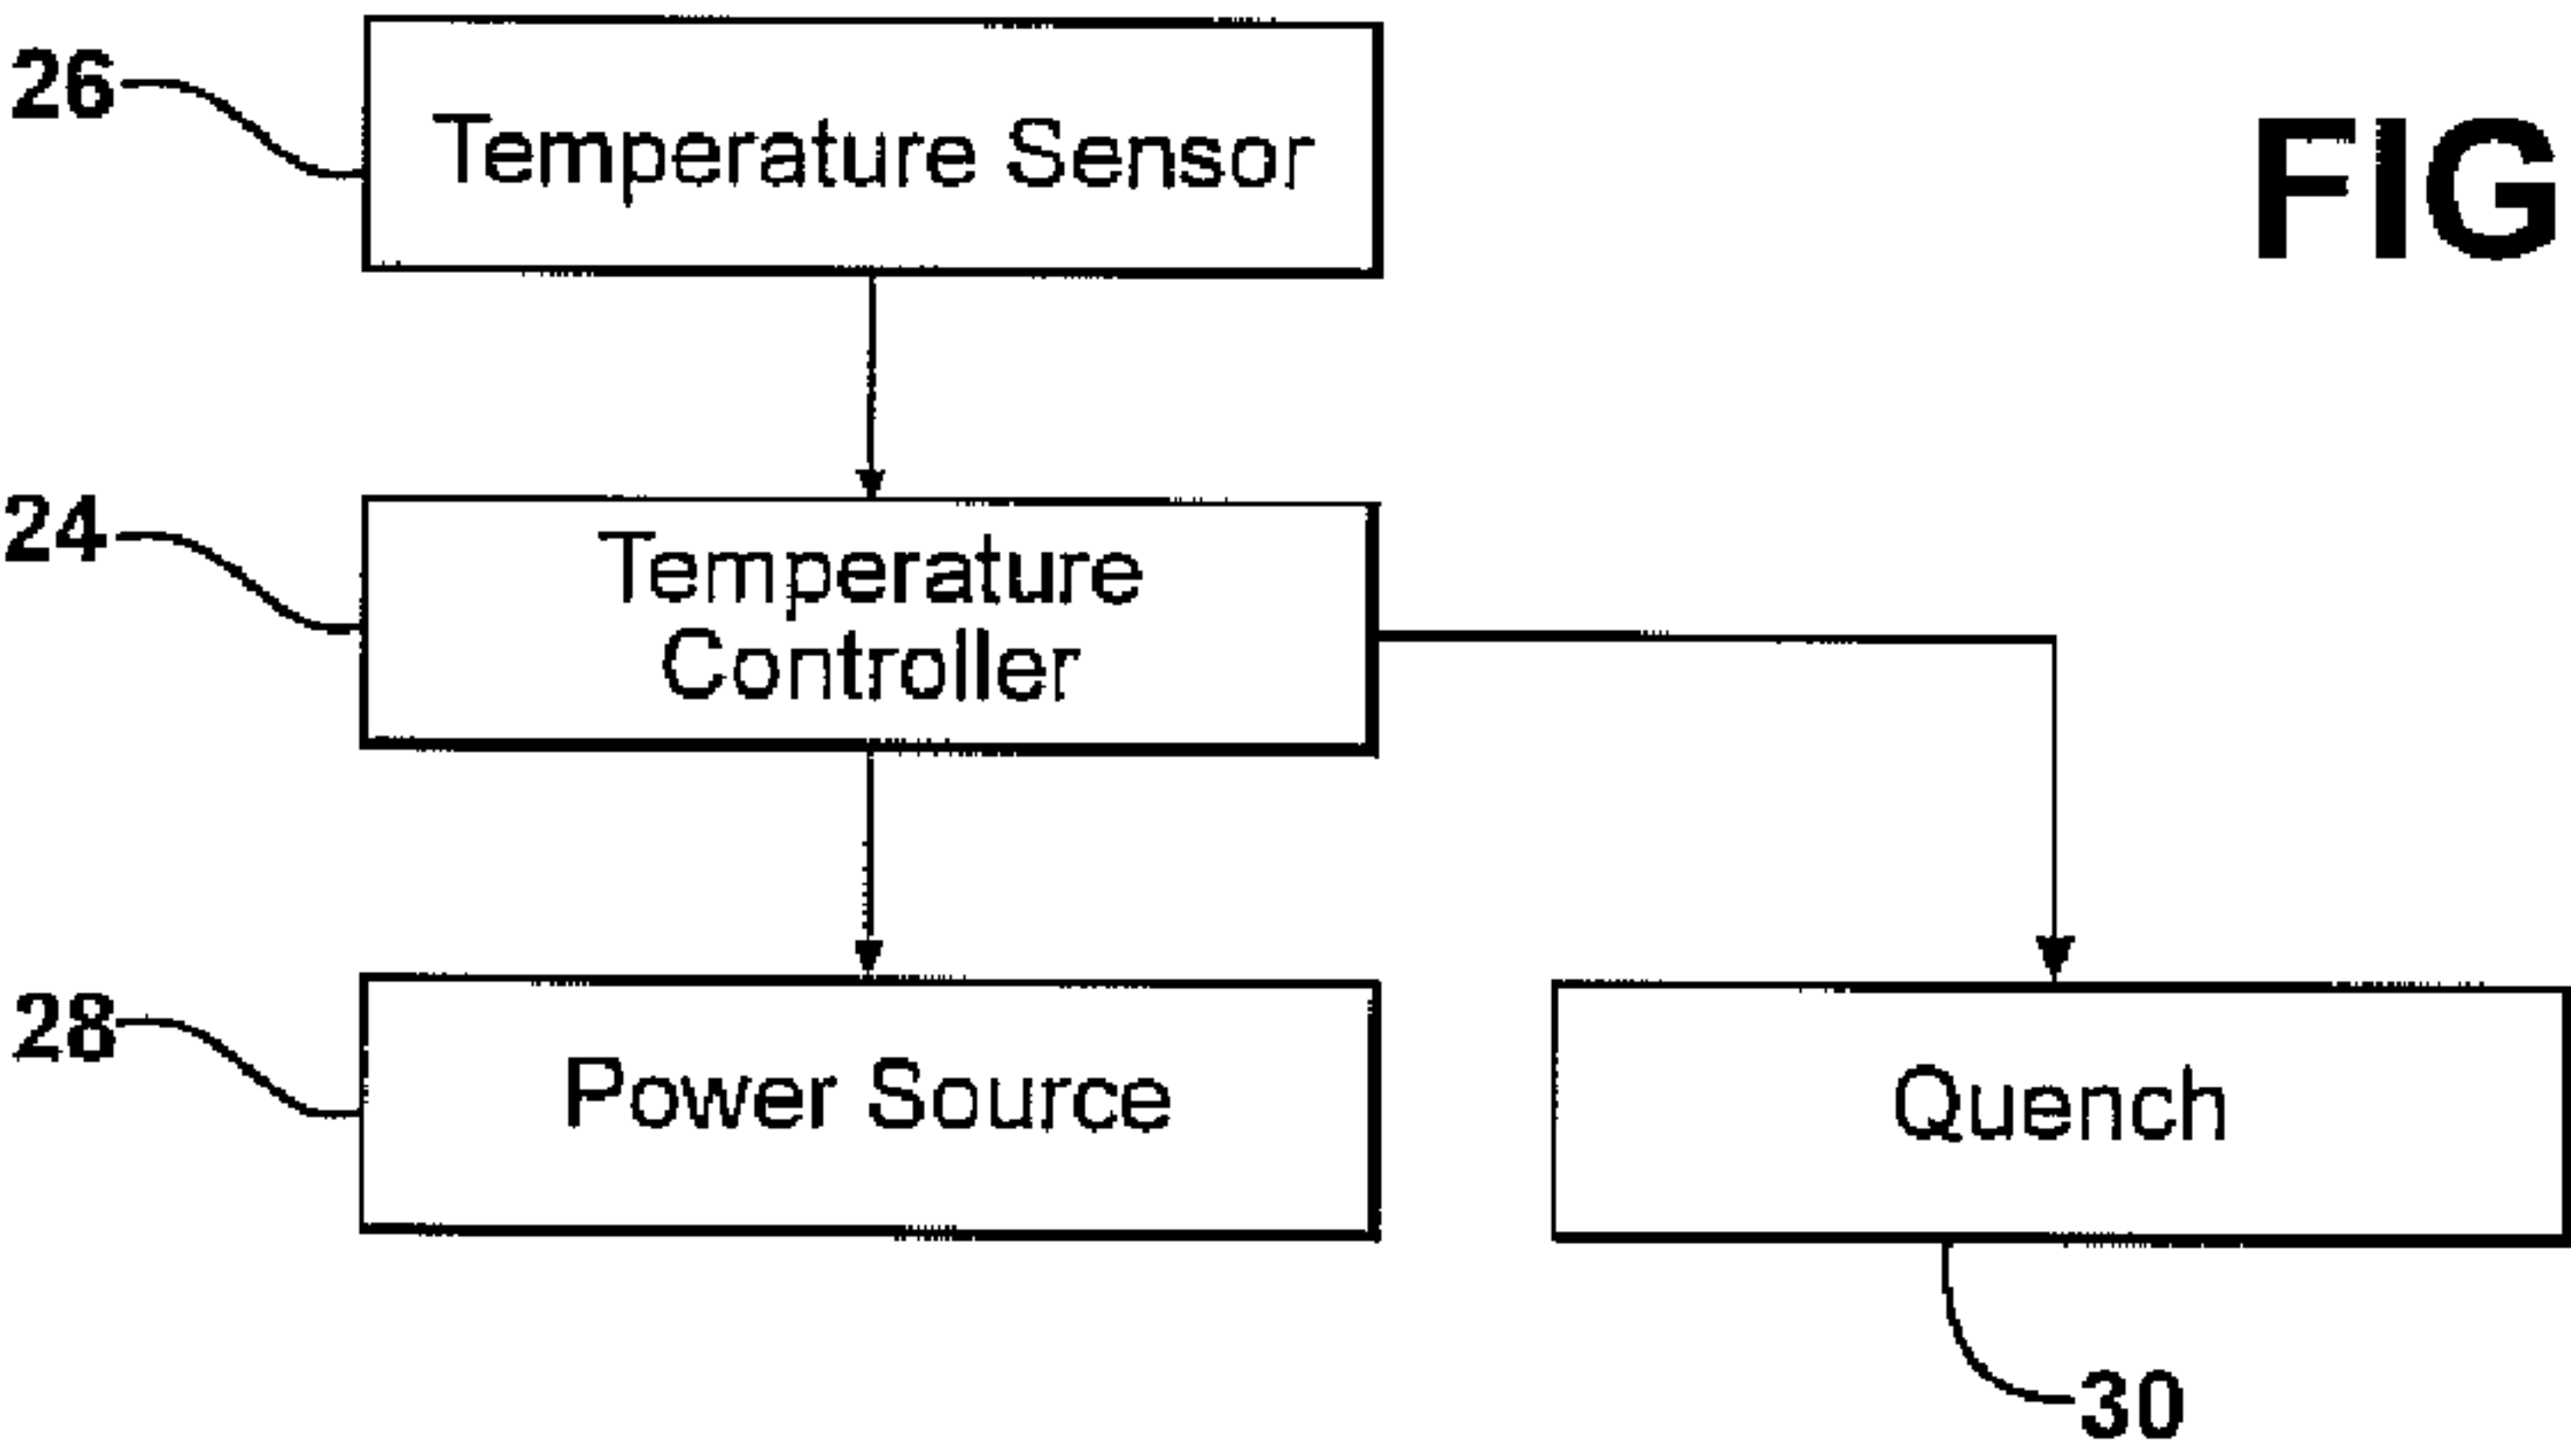 26
Temperature Sensor
FIG
24
Temperature
Controller
28
Power Source
Quench
30